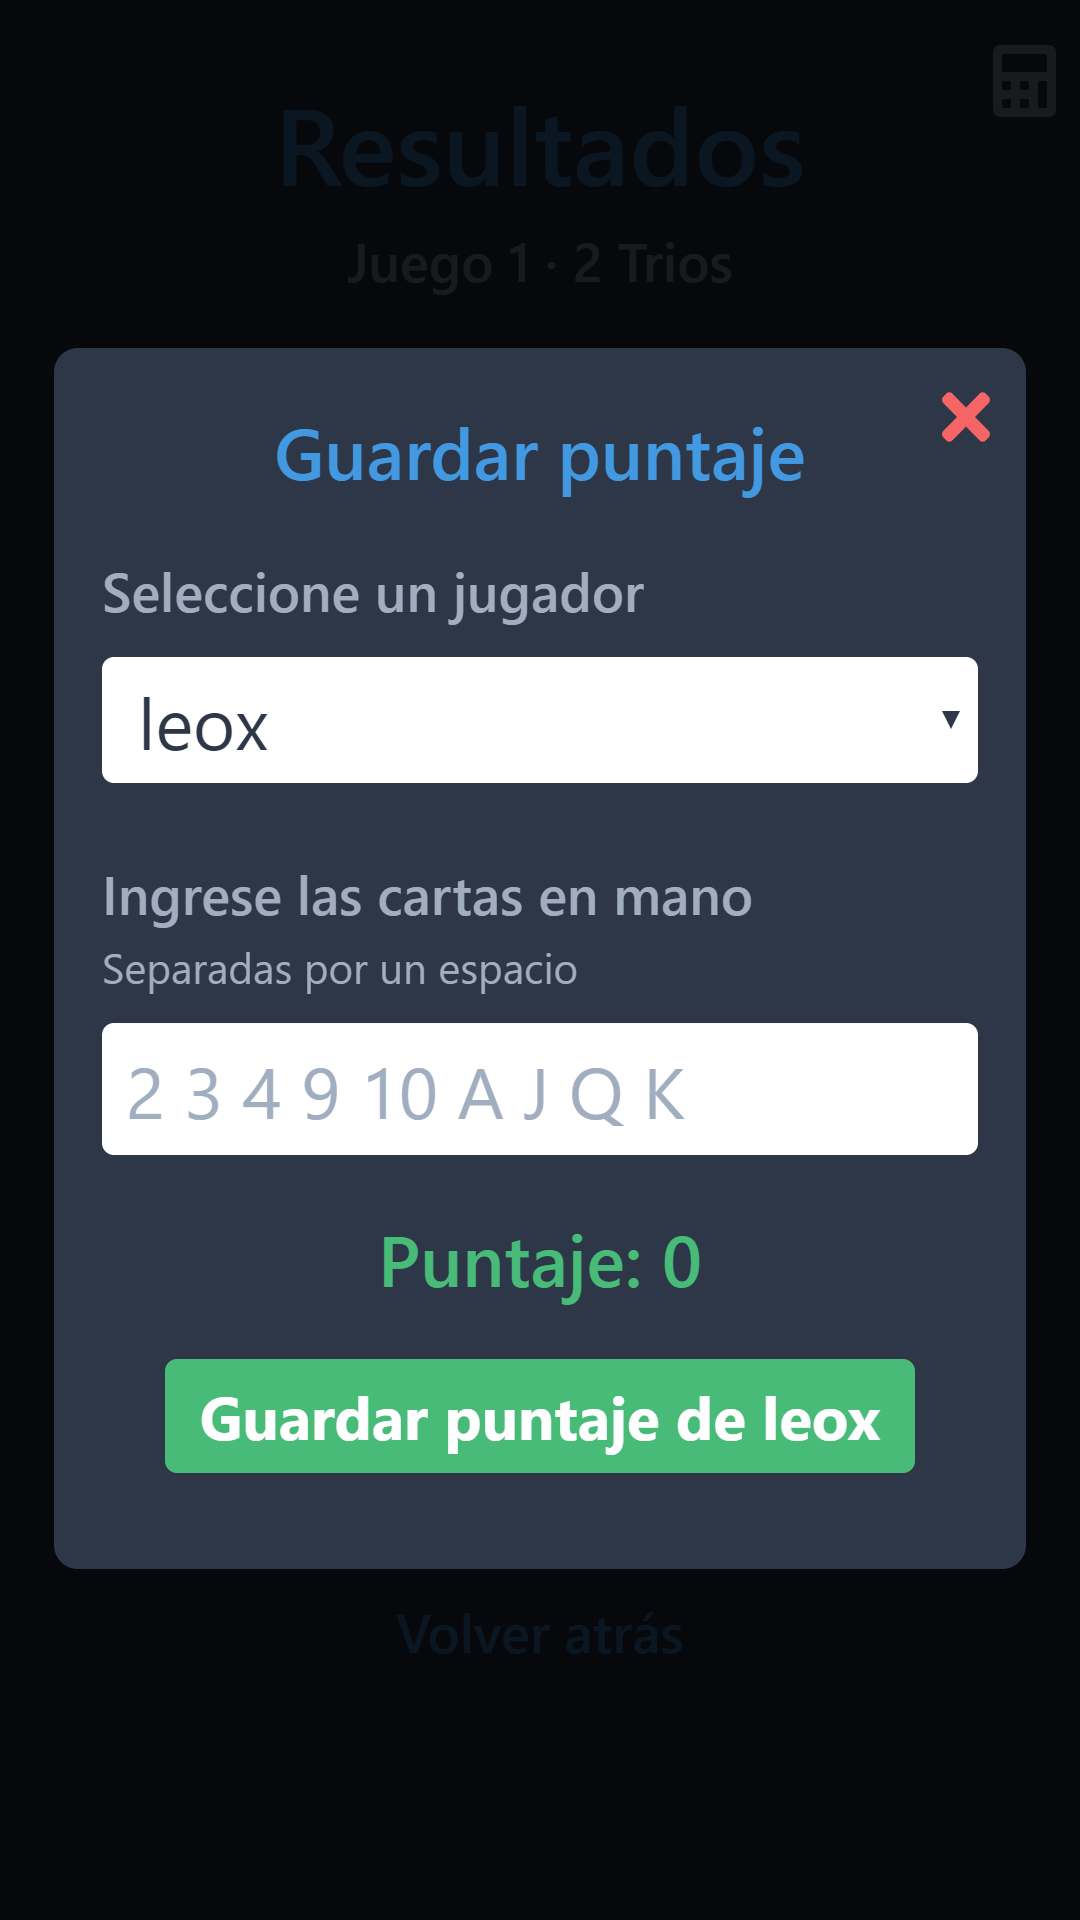 Resultados
Juego 1 · 2 Trios
Guardar puntaje
Seleccione un jugador
leox
Ingrese las cartas en mano
Separadas por un espacio
2 3 4 9 10 A J Q K
Puntaje: 0
Guardar puntaje de leox
Volver atrás